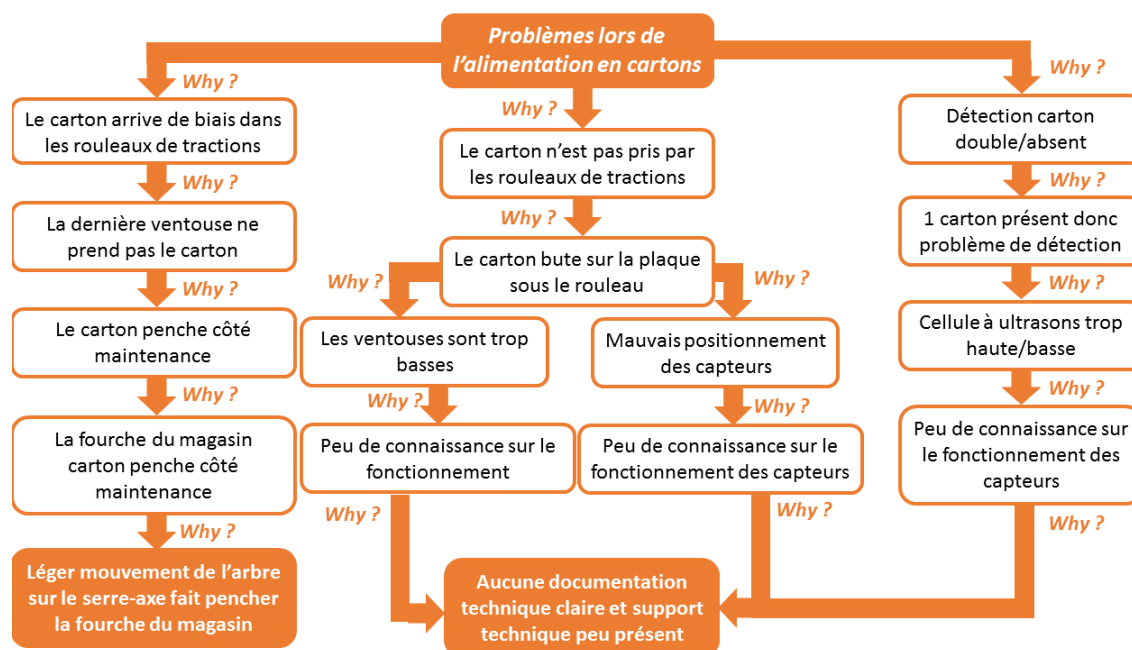 Problèmes lors de
l’alimentation en cartons
Why ?
Why ?
Why ?
Le carton arrive de biais dans
les rouleaux de tractions
Le carton n’est pas pris par
les rouleaux de tractions
Détection carton
double/absent
Why ?
Why ?
Why ?
La dernière ventouse ne
prend pas le carton
Le carton bute sur la plaque
sous le rouleau
1 carton présent donc
problème de détection
Why ?
Why ?
Why ?
Why ?
Le carton penche côté
maintenance
Les ventouses sont trop
basses
Mauvais positionnement
des capteurs
Cellule à ultrasons trop
haute/basse
Why ?
Why ?
Why ?
Why ?
La fourche du magasin
carton penche côté
maintenance
Peu de connaissance sur le
fonctionnement
Peu de connaissance sur le
fonctionnement des capteurs
Peu de connaissance sur
le fonctionnement des
capteurs
Why ?
Why ?
Why ?
Why ?
Léger mouvement de l’arbre
sur le serre-axe fait pencher
la fourche du magasin
Aucune documentation
technique claire et support
technique peu présent